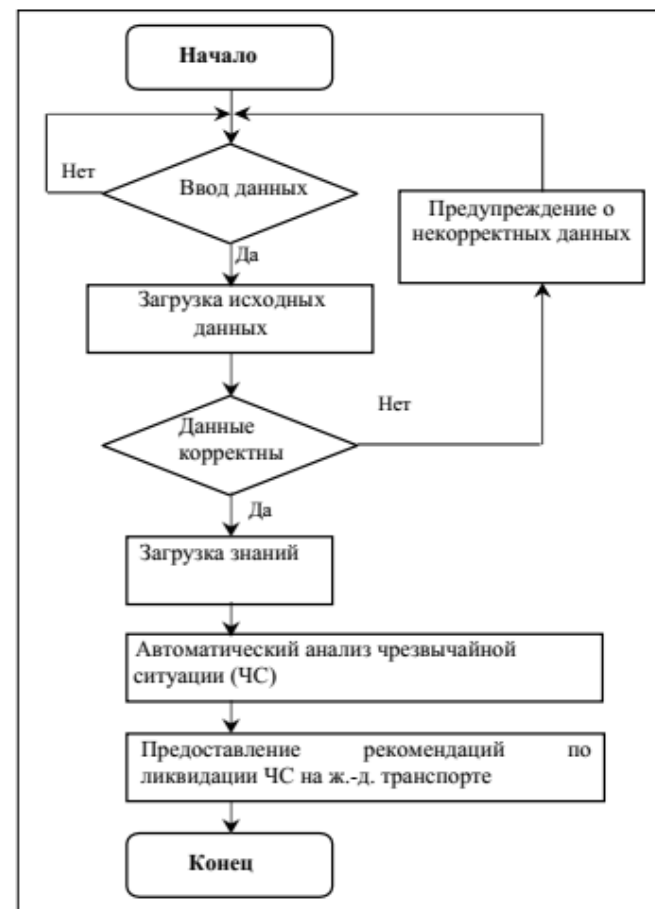 Начало
Нет
Ввод данных
Предупреждение о
некорректных данных
Да
Загрузка исходных
данных
Нет
Данные
корректны
Да
Загрузка знаний
Автоматический анализ чрезвычайной
ситуации (ЧС)
Предоставление рекомендаций по
ликвидации ЧС на ж.-д. транспорте
Конец